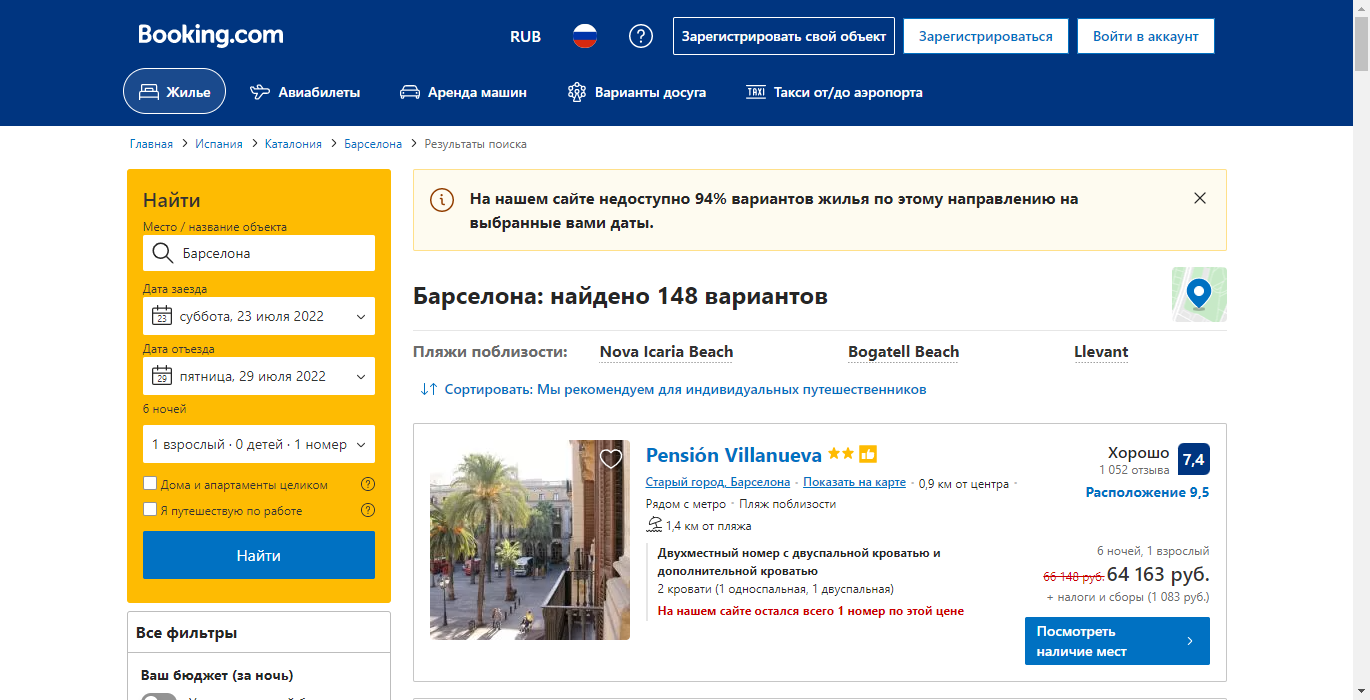 Booking.com
RUB
Зарегистрировать свой объект
Зарегистрироваться
Войти в аккаунт
Жилье
Авиабилеты
Аренда машин
Варианты досуга
TAXI
Такси от/до аэропорта
Главная > Испания > Каталония > Барселона > Результаты поиска
Найти
Место / название объекта
Барселона
Дата заезда
23
суббота, 23 июля 2022
Дата отъезда
29
пятница, 29 июля 2022
6 ночей
1 взрослый · 0 детей · 1 номер
Дома и апартаменты целиком
Я путешествую по работе
Найти
Все фильтры
Ваш бюджет (за ночь)
На нашем сайте недоступно 94% вариантов жилья по этому направлению на
выбранные вами даты.
Барселона: найдено 148 вариантов
Пляжи поблизости:
Nova Icaria Beach
Bogatell Beach
Llevant
Сортировать: Мы рекомендуем для индивидуальных путешественников
Pensión Villanueva
Старый город, Барселона · Показать на карте · 0,9 км от центра ·
Рядом с метро · Пляж поблизости
1,4 км от пляжа
Двухместный номер с двуспальной кроватью и
дополнительной кроватью
2 кровати (1 односпальная, 1 двуспальная)
На нашем сайте остался всего 1 номер по этой цене
Хорошо
1 052 отзыва
7,4
Расположение 9,5
6 ночей, 1 взрослый
66 148 руб. 64 163 руб.
+ налоги и сборы (1 083 руб.)
Посмотреть
наличие мест